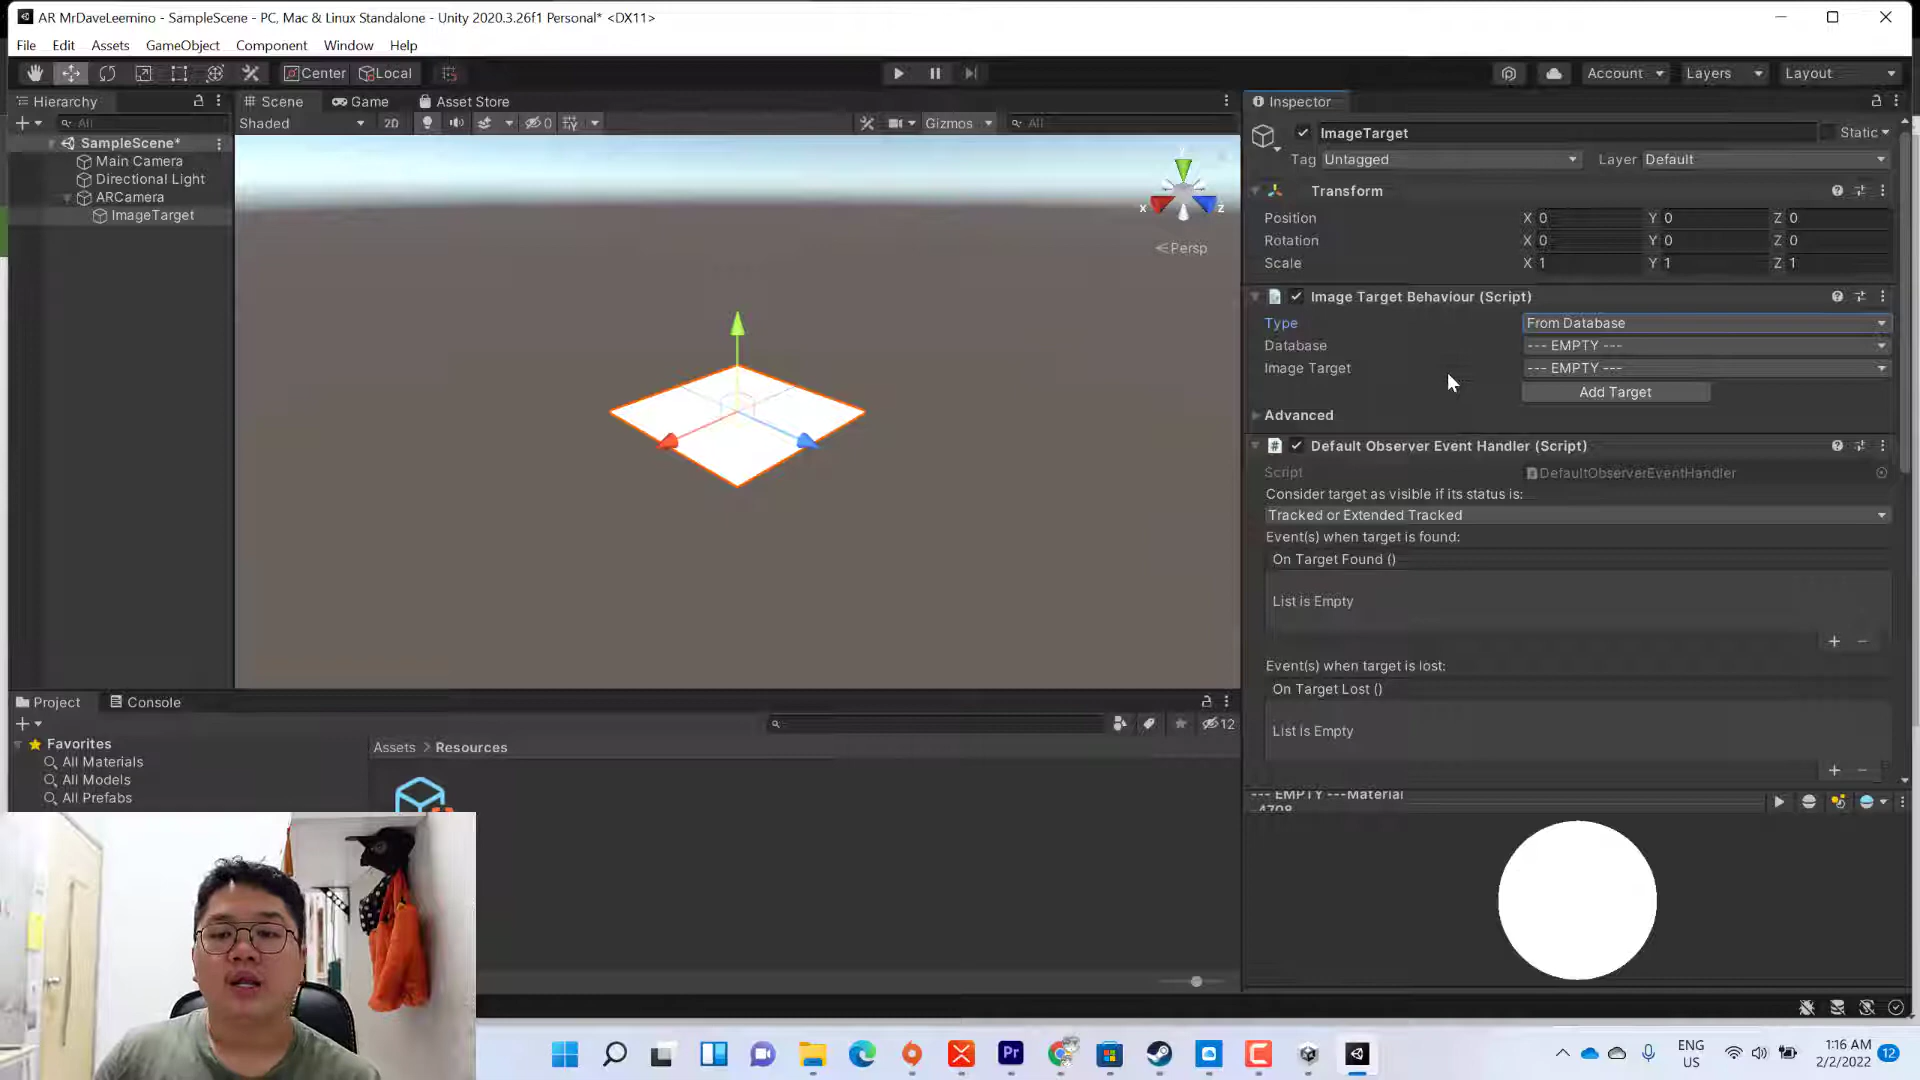 AR MrDaveLeemino - SampleScene - PC, Mac & Linux Standalone - Unity 2020.3.26f1 Personal* <DX11>
File Edit Assets GameObject Component Window Help
Center Local Account Layers Layout
Hierarchy
All
SampleScene*
Main Camera
Directional Light
ARCamera
ImageTarget
Scene Game Asset Store
Shaded 2D 0 Gizmos All
y
x z
Persp
Inspector
ImageTarget Static
Tag Untagged Layer Default
Transform
Position X 0 Y 0 Z 0
Rotation X 0 Y 0 Z 0
Scale X 1 Y 1 Z 1
Image Target Behaviour (Script)
Type From Database
Database --- EMPTY ---
Image Target --- EMPTY ---
Add Target
Advanced
Default Observer Event Handler (Script)
Script DefaultObserverEventHandler
Consider target as visible if its status is:
Tracked or Extended Tracked
Event(s) when target is found:
On Target Found ()
List is Empty
Event(s) when target is lost:
On Target Lost ()
List is Empty
--- EMPTY ---Material
-4708
Project Console
12
Favorites
All Materials
All Models
All Prefabs
Assets > Resources
Pr
ENG
US
1:16 AM
2/2/2022
12